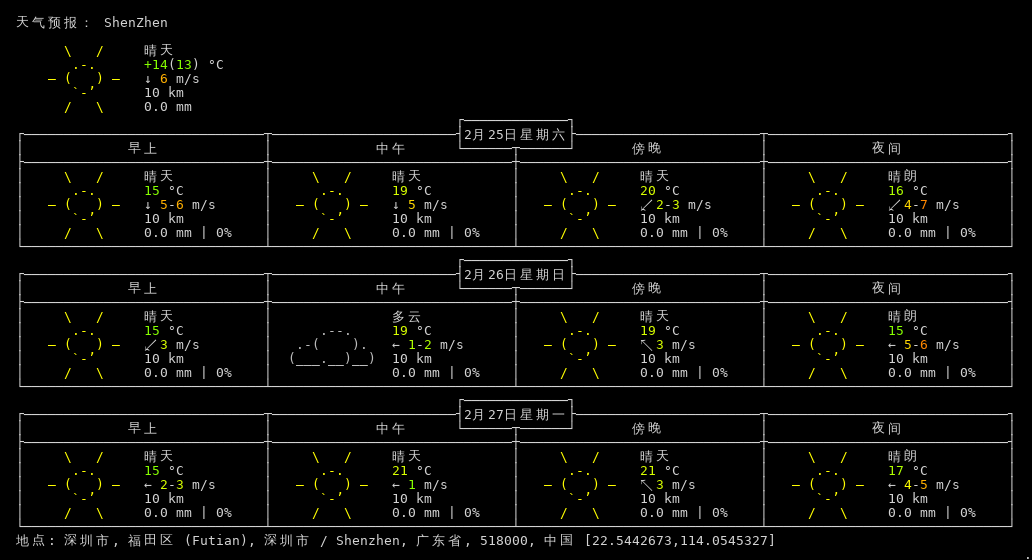 天气预报： ShenZhen
晴天
+14(13) °C
↓ 6 m/s
10 km
0.0 mm
2月25日星期六
早上 中午 傍晚 夜间
晴天 晴天 晴天 晴朗
15 °C 19 °C 20 °C 16 °C
↓ 5-6 m/s ↓ 5 m/s ↙ 2-3 m/s ↙ 4-7 m/s
10 km 10 km 10 km 10 km
0.0 mm | 0% 0.0 mm | 0% 0.0 mm | 0% 0.0 mm | 0%
2月26日星期日
早上 中午 傍晚 夜间
晴天 多云 晴天 晴朗
15 °C 19 °C 19 °C 15 °C
↙ 3 m/s ← 1-2 m/s ↖ 3 m/s ← 5-6 m/s
10 km 10 km 10 km 10 km
0.0 mm | 0% 0.0 mm | 0% 0.0 mm | 0% 0.0 mm | 0%
2月27日星期一
早上 中午 傍晚 夜间
晴天 晴天 晴天 晴朗
15 °C 21 °C 21 °C 17 °C
← 2-3 m/s ← 1 m/s ↖ 3 m/s ← 4-5 m/s
10 km 10 km 10 km 10 km
0.0 mm | 0% 0.0 mm | 0% 0.0 mm | 0% 0.0 mm | 0%
地点: 深圳市, 福田区 (Futian), 深圳市 / Shenzhen, 广东省, 518000, 中国 [22.5442673,114.0545327]